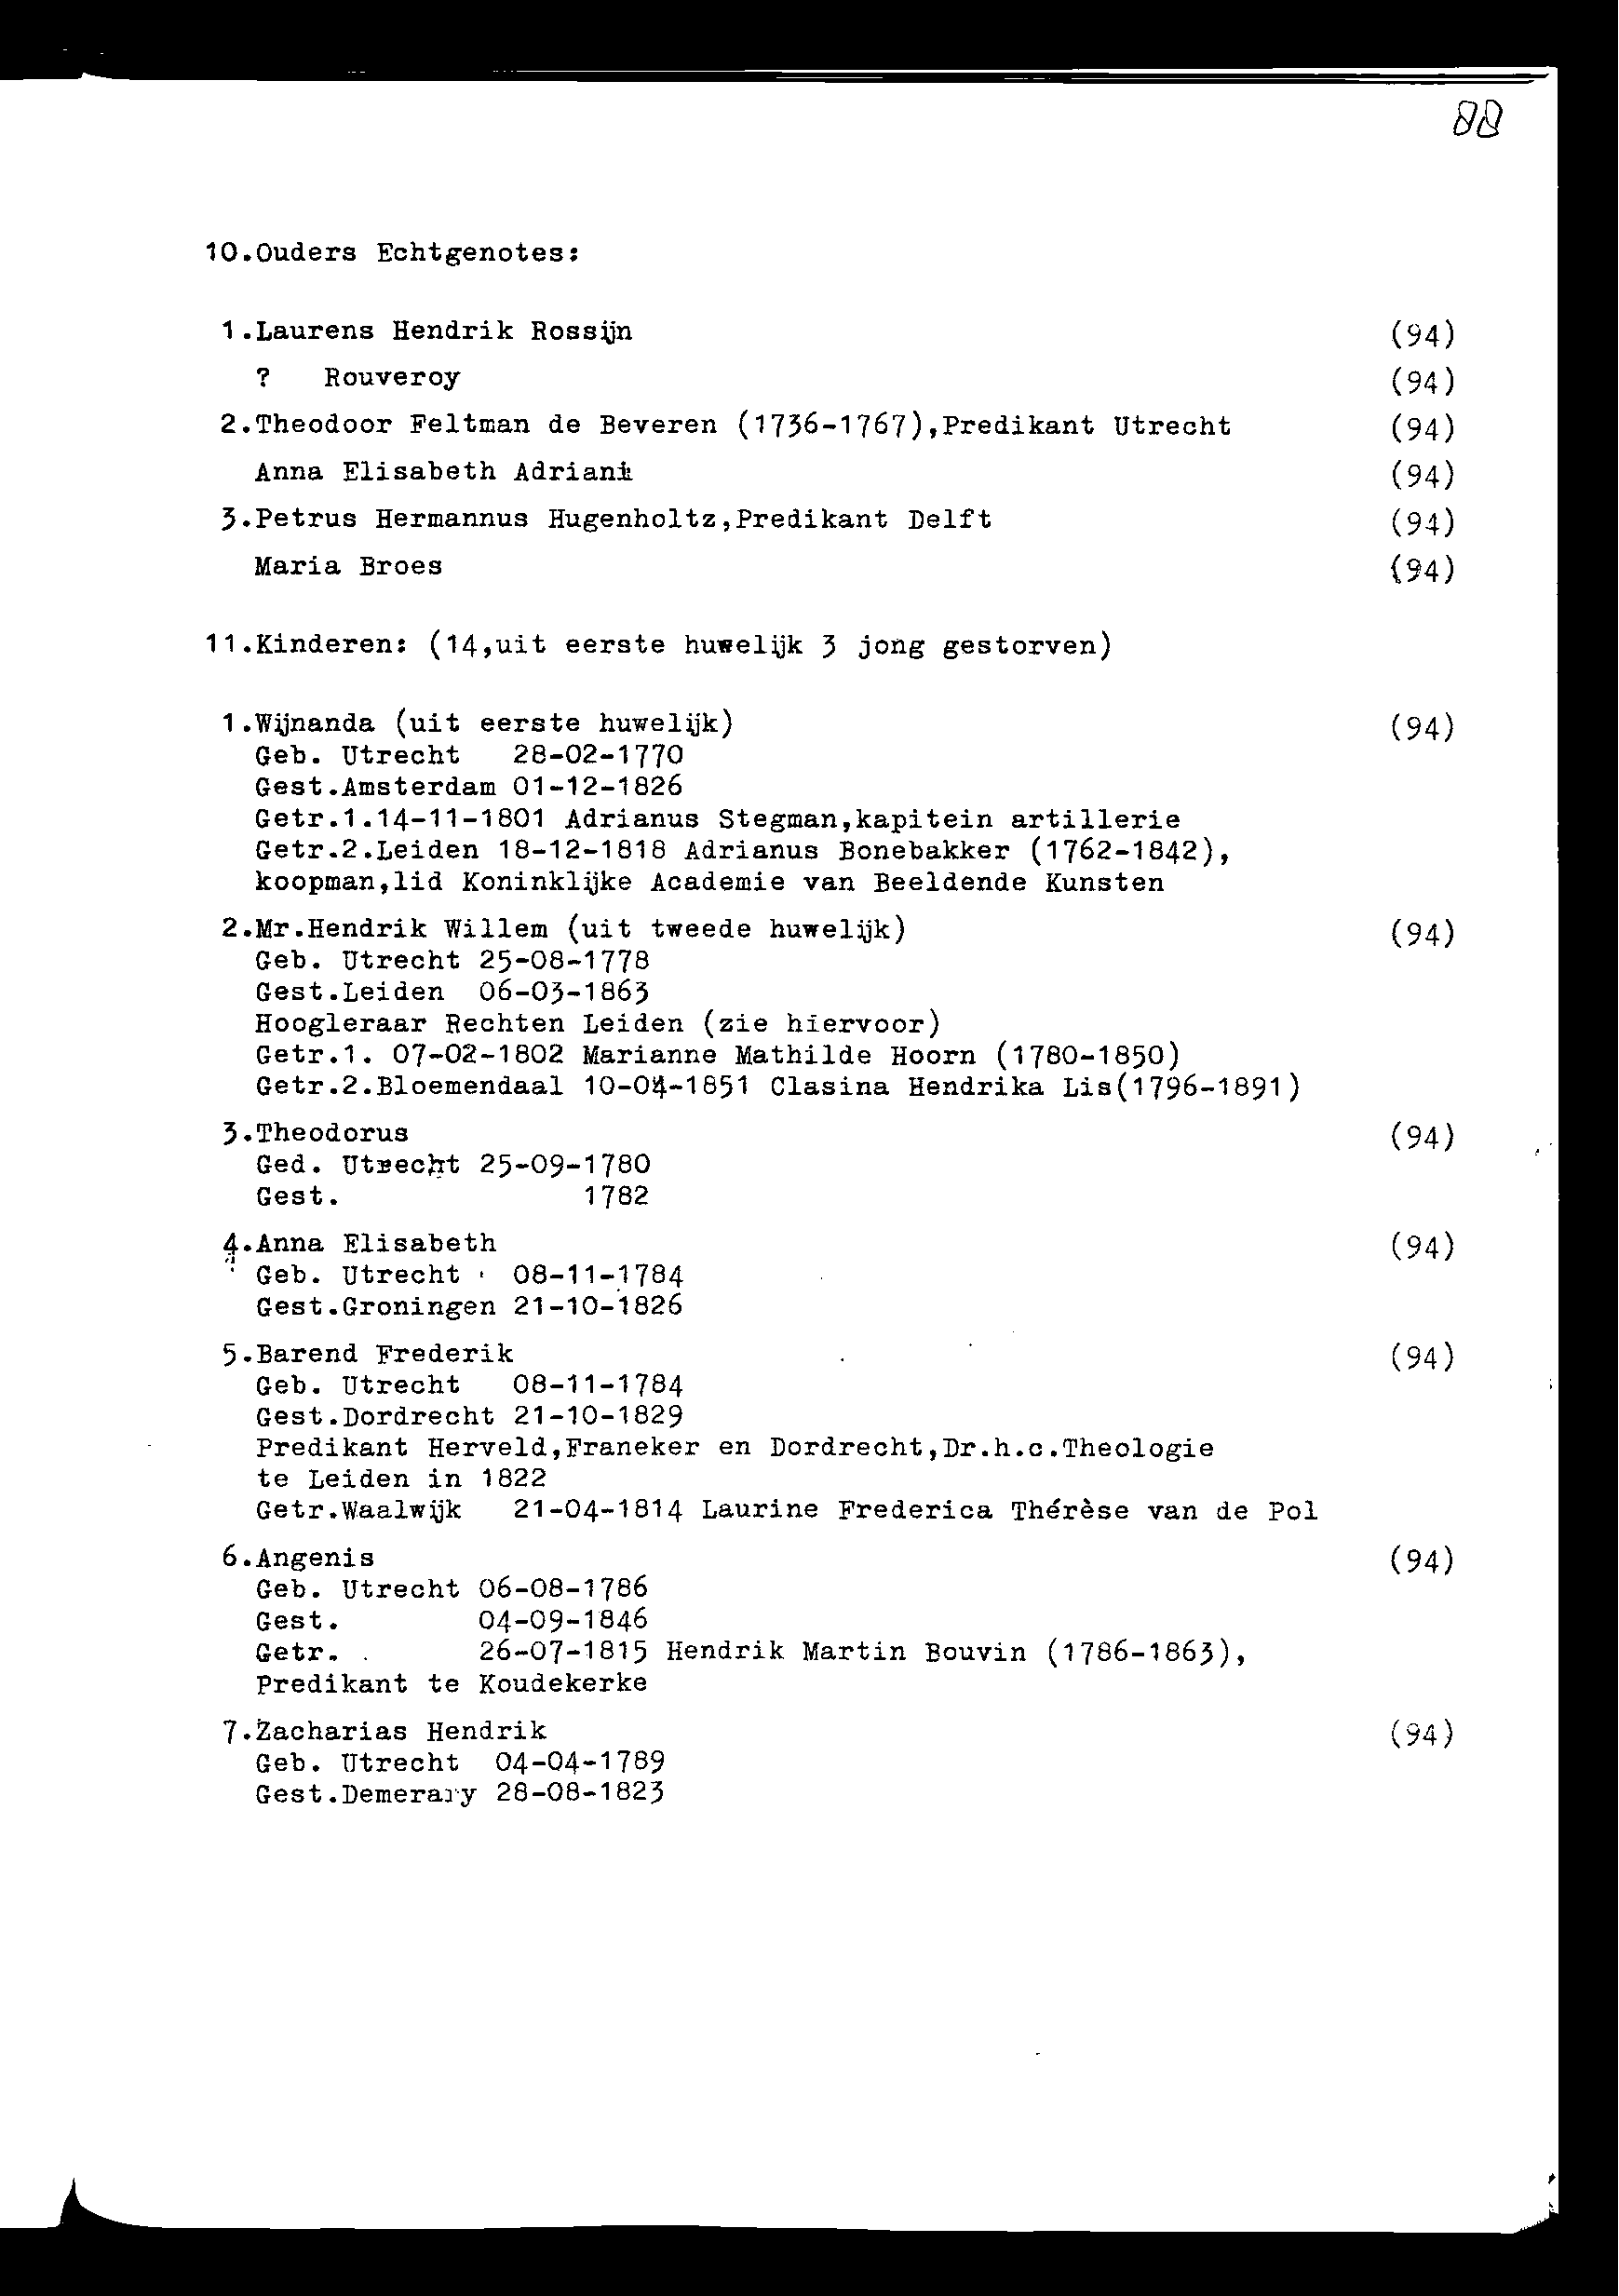 88
10.Ouders Echtgenotes:
1.Laurens Hendrik Rossijn (94)
? Rouveroy (94)
2.Theodoor Feltman de Beveren (1736-1767),Predikant Utrecht (94)
Anna Elisabeth Adriani (94)
3.Petrus Hermannus Hugenholtz,Predikant Delft (94)
Maria Broes (94)
11.Kinderen: (14,uit eerste huwelijk 3 jong gestorven)
1.Wijnanda (uit eerste huwelijk) (94)
Geb. Utrecht 28-02-1770
Gest.Amsterdam 01-12-1826
Getr.1.14-11-1801 Adrianus Stegman,kapitein artillerie
Getr.2.Leiden 18-12-1818 Adrianus Bonebakker (1762-1842),
koopman,lid Koninklijke Academie van Beeldende Kunsten
2.Mr.Hendrik Willem (uit tweede huwelijk) (94)
Geb. Utrecht 25-08-1778
Gest.Leiden 06-03-1863
Hoogleraar Rechten Leiden (zie hiervoor)
Getr.1. 07-02-1802 Marianne Mathilde Hoorn (1780-1850)
Getr.2.Bloemendaal 10-04-1851 Clasina Hendrika Lis(1796-1891)
3.Theodorus (94)
Ged. Utrecht 25-09-1780
Gest. 1782
4.Anna Elisabeth (94)
Geb. Utrecht 08-11-1784
Gest.Groningen 21-10-1826
5.Barend Frederik (94)
Geb. Utrecht 08-11-1784
Gest.Dordrecht 21-10-1829
Predikant Herveld,Franeker en Dordrecht,Dr.h.c.Theologie
te Leiden in 1822
Getr.Waalwijk 21-04-1814 Laurine Frederica Thérèse van de Pol
6.Angenis (94)
Geb. Utrecht 06-08-1786
Gest. 04-09-1846
Getr. 26-07-1815 Hendrik Martin Bouvin (1786-1863),
Predikant te Koudekerke
7.Zacharias Hendrik (94)
Geb. Utrecht 04-04-1789
Gest.Demerary 28-08-1823